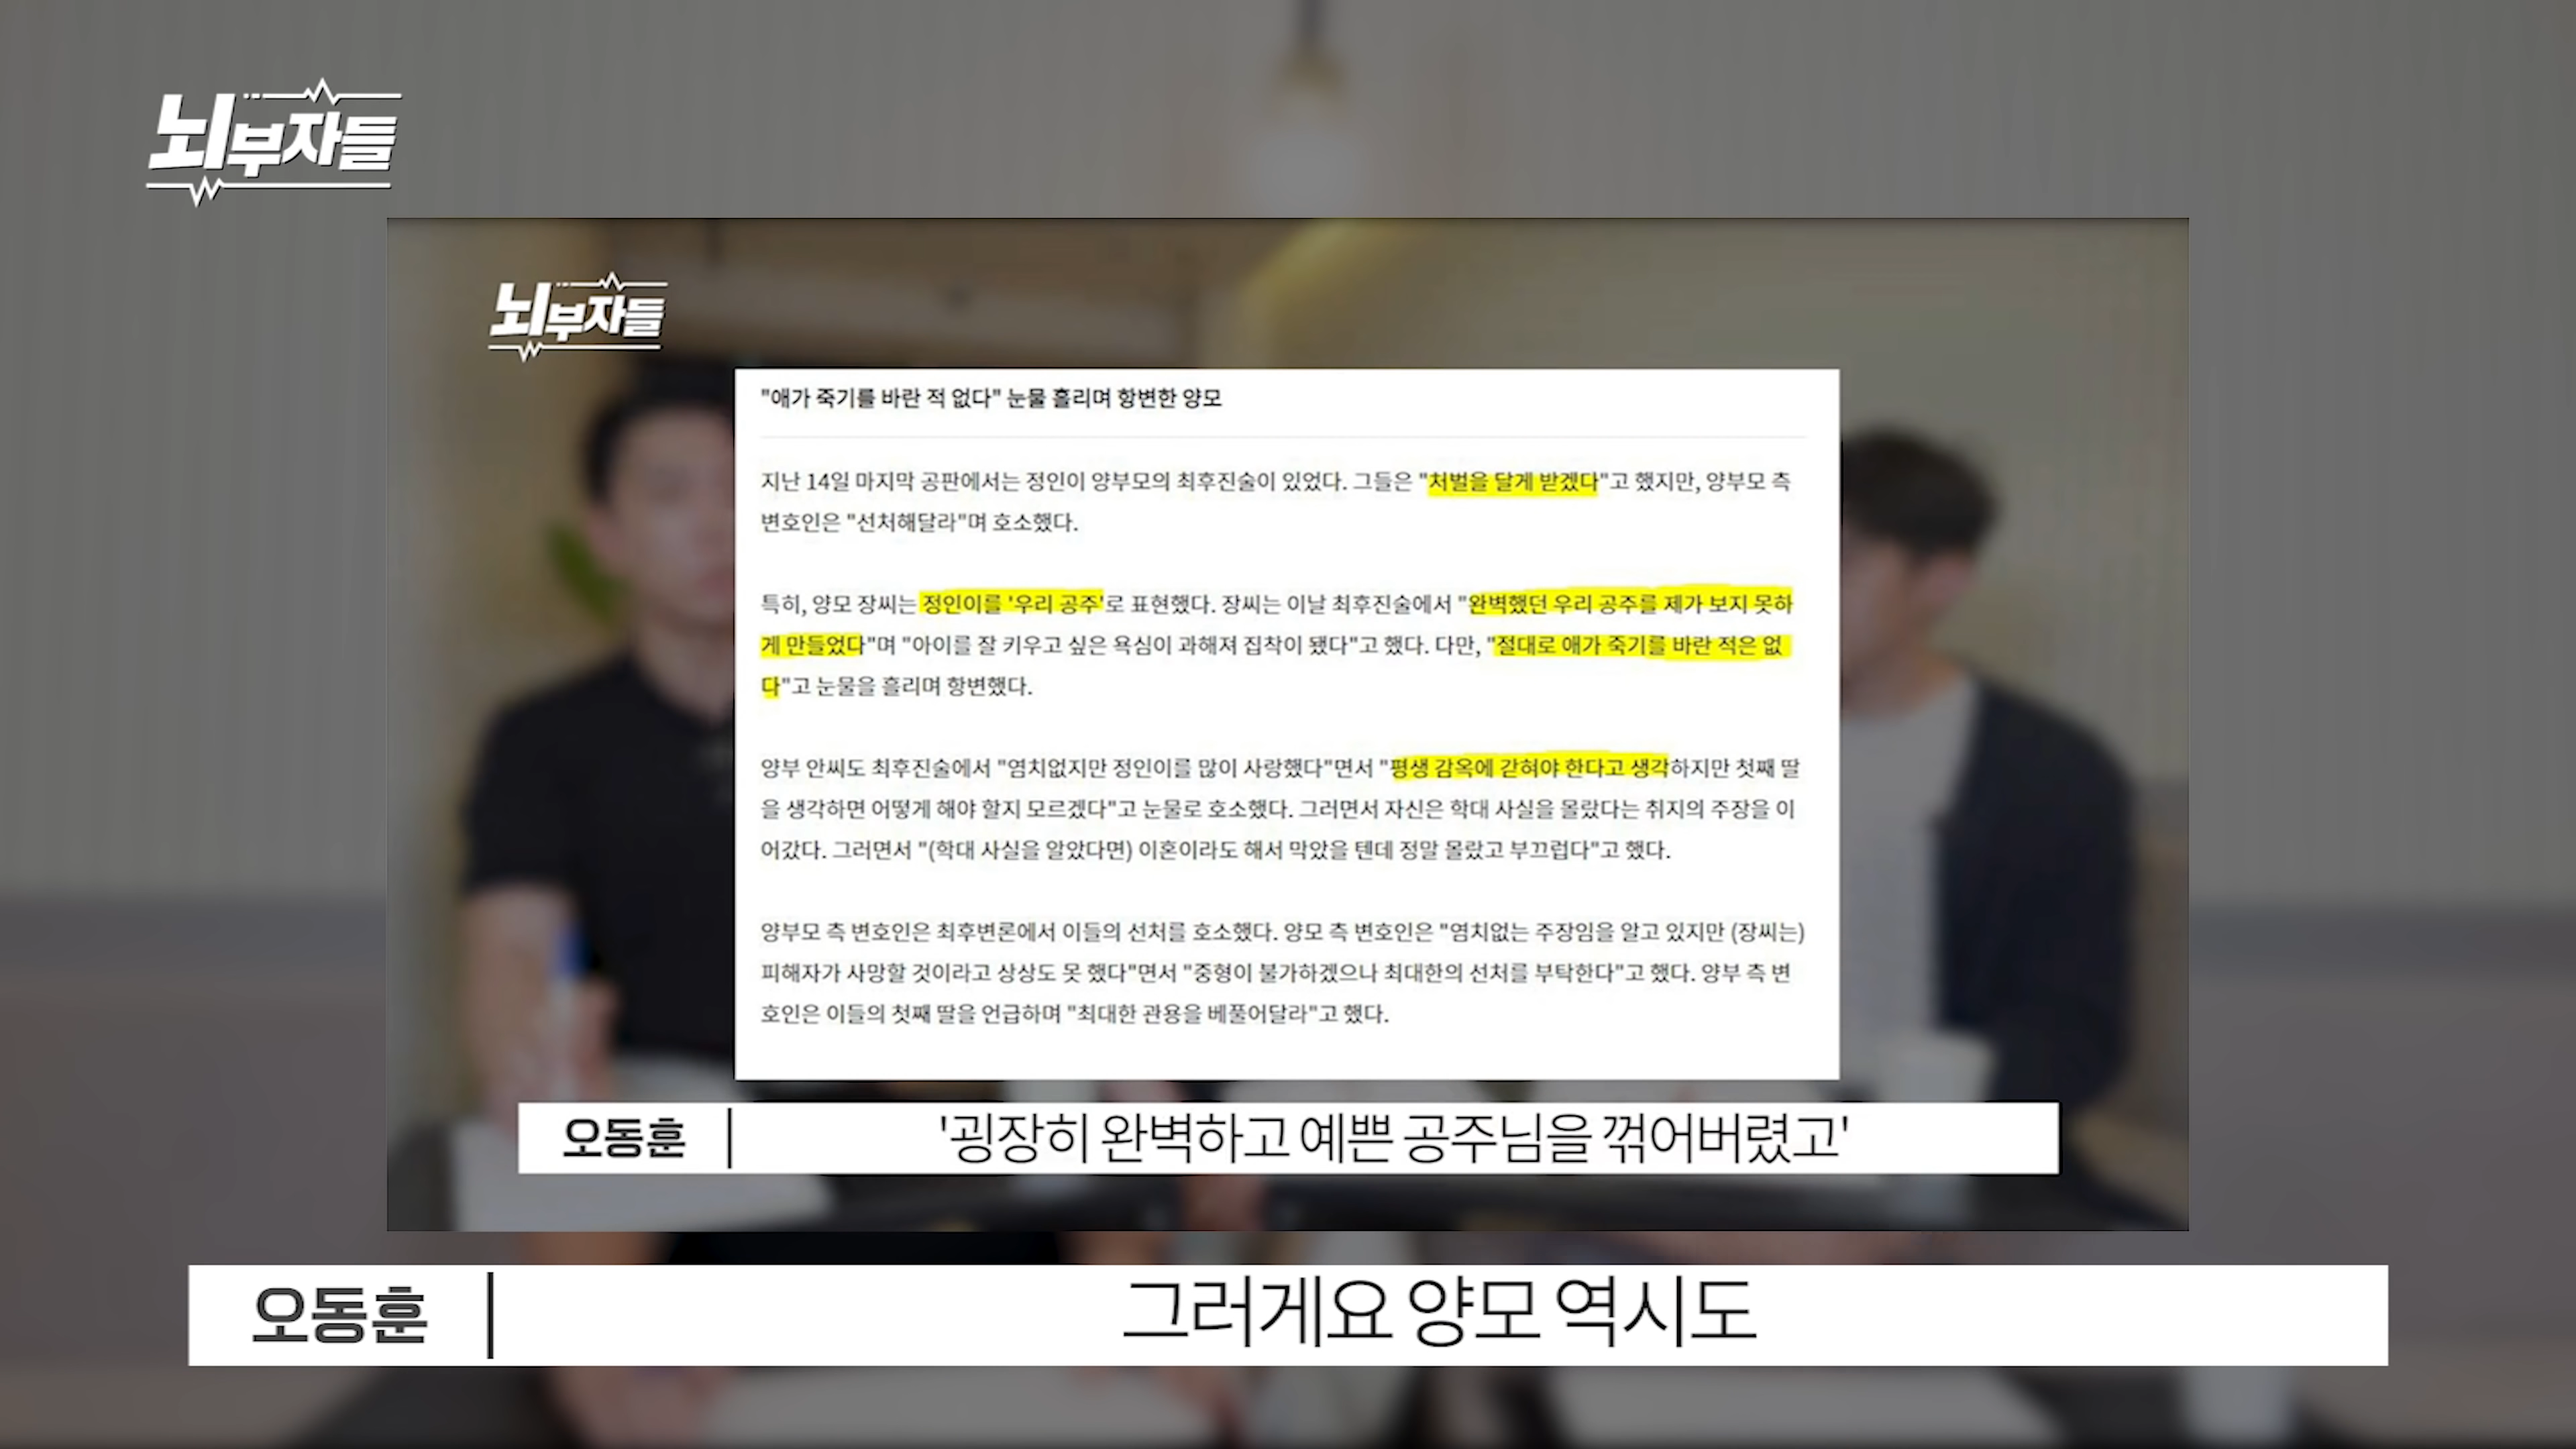 뇌부자들
뇌부자들
"애가 죽기를 바란 적 없다" 눈물 흘리며 항변한 양모
지난 14일 마지막 공판에서는 정인이 양부모의 최후진술이 있었다. 그들은 "처벌을 달게 받겠다"고 했지만, 양부모 측
변호인은 "선처해달라"며 호소했다.
특히, 양모 장씨는 정인이를 '우리 공주'로 표현했다. 장씨는 이날 최후진술에서 "완벽했던 우리 공주를 제가 보지 못하
게 만들었다"며 "아이를 잘 키우고 싶은 욕심이 과해져 집착이 됐다"고 했다. 다만, "절대로 애가 죽기를 바란 적은 없
다"고 눈물을 흘리며 항변했다.
양부 안씨도 최후진술에서 "염치없지만 정인이를 많이 사랑했다"면서 "평생 감옥에 갇혀야 한다고 생각하지만 첫째 딸
을 생각하면 어떻게 해야 할지 모르겠다"고 눈물로 호소했다. 그러면서 자신은 학대 사실을 몰랐다는 취지의 주장을 이
어갔다. 그러면서 "(학대 사실을 알았다면) 이혼이라도 해서 막았을 텐데 정말 몰랐고 부끄럽다"고 했다.
양부모 측 변호인은 최후변론에서 이들의 선처를 호소했다. 양모 측 변호인은 "염치없는 주장임을 알고 있지만 (장씨는)
피해자가 사망할 것이라고 상상도 못 했다"면서 "중형이 불가하겠으나 최대한의 선처를 부탁한다"고 했다. 양부 측 변
호인은 이들의 첫째 딸을 언급하며 "최대한 관용을 베풀어달라"고 했다.
오동훈 '굉장히 완벽하고 예쁜 공주님을 꺾어버렸고'
오동훈 그러게요 양모 역시도